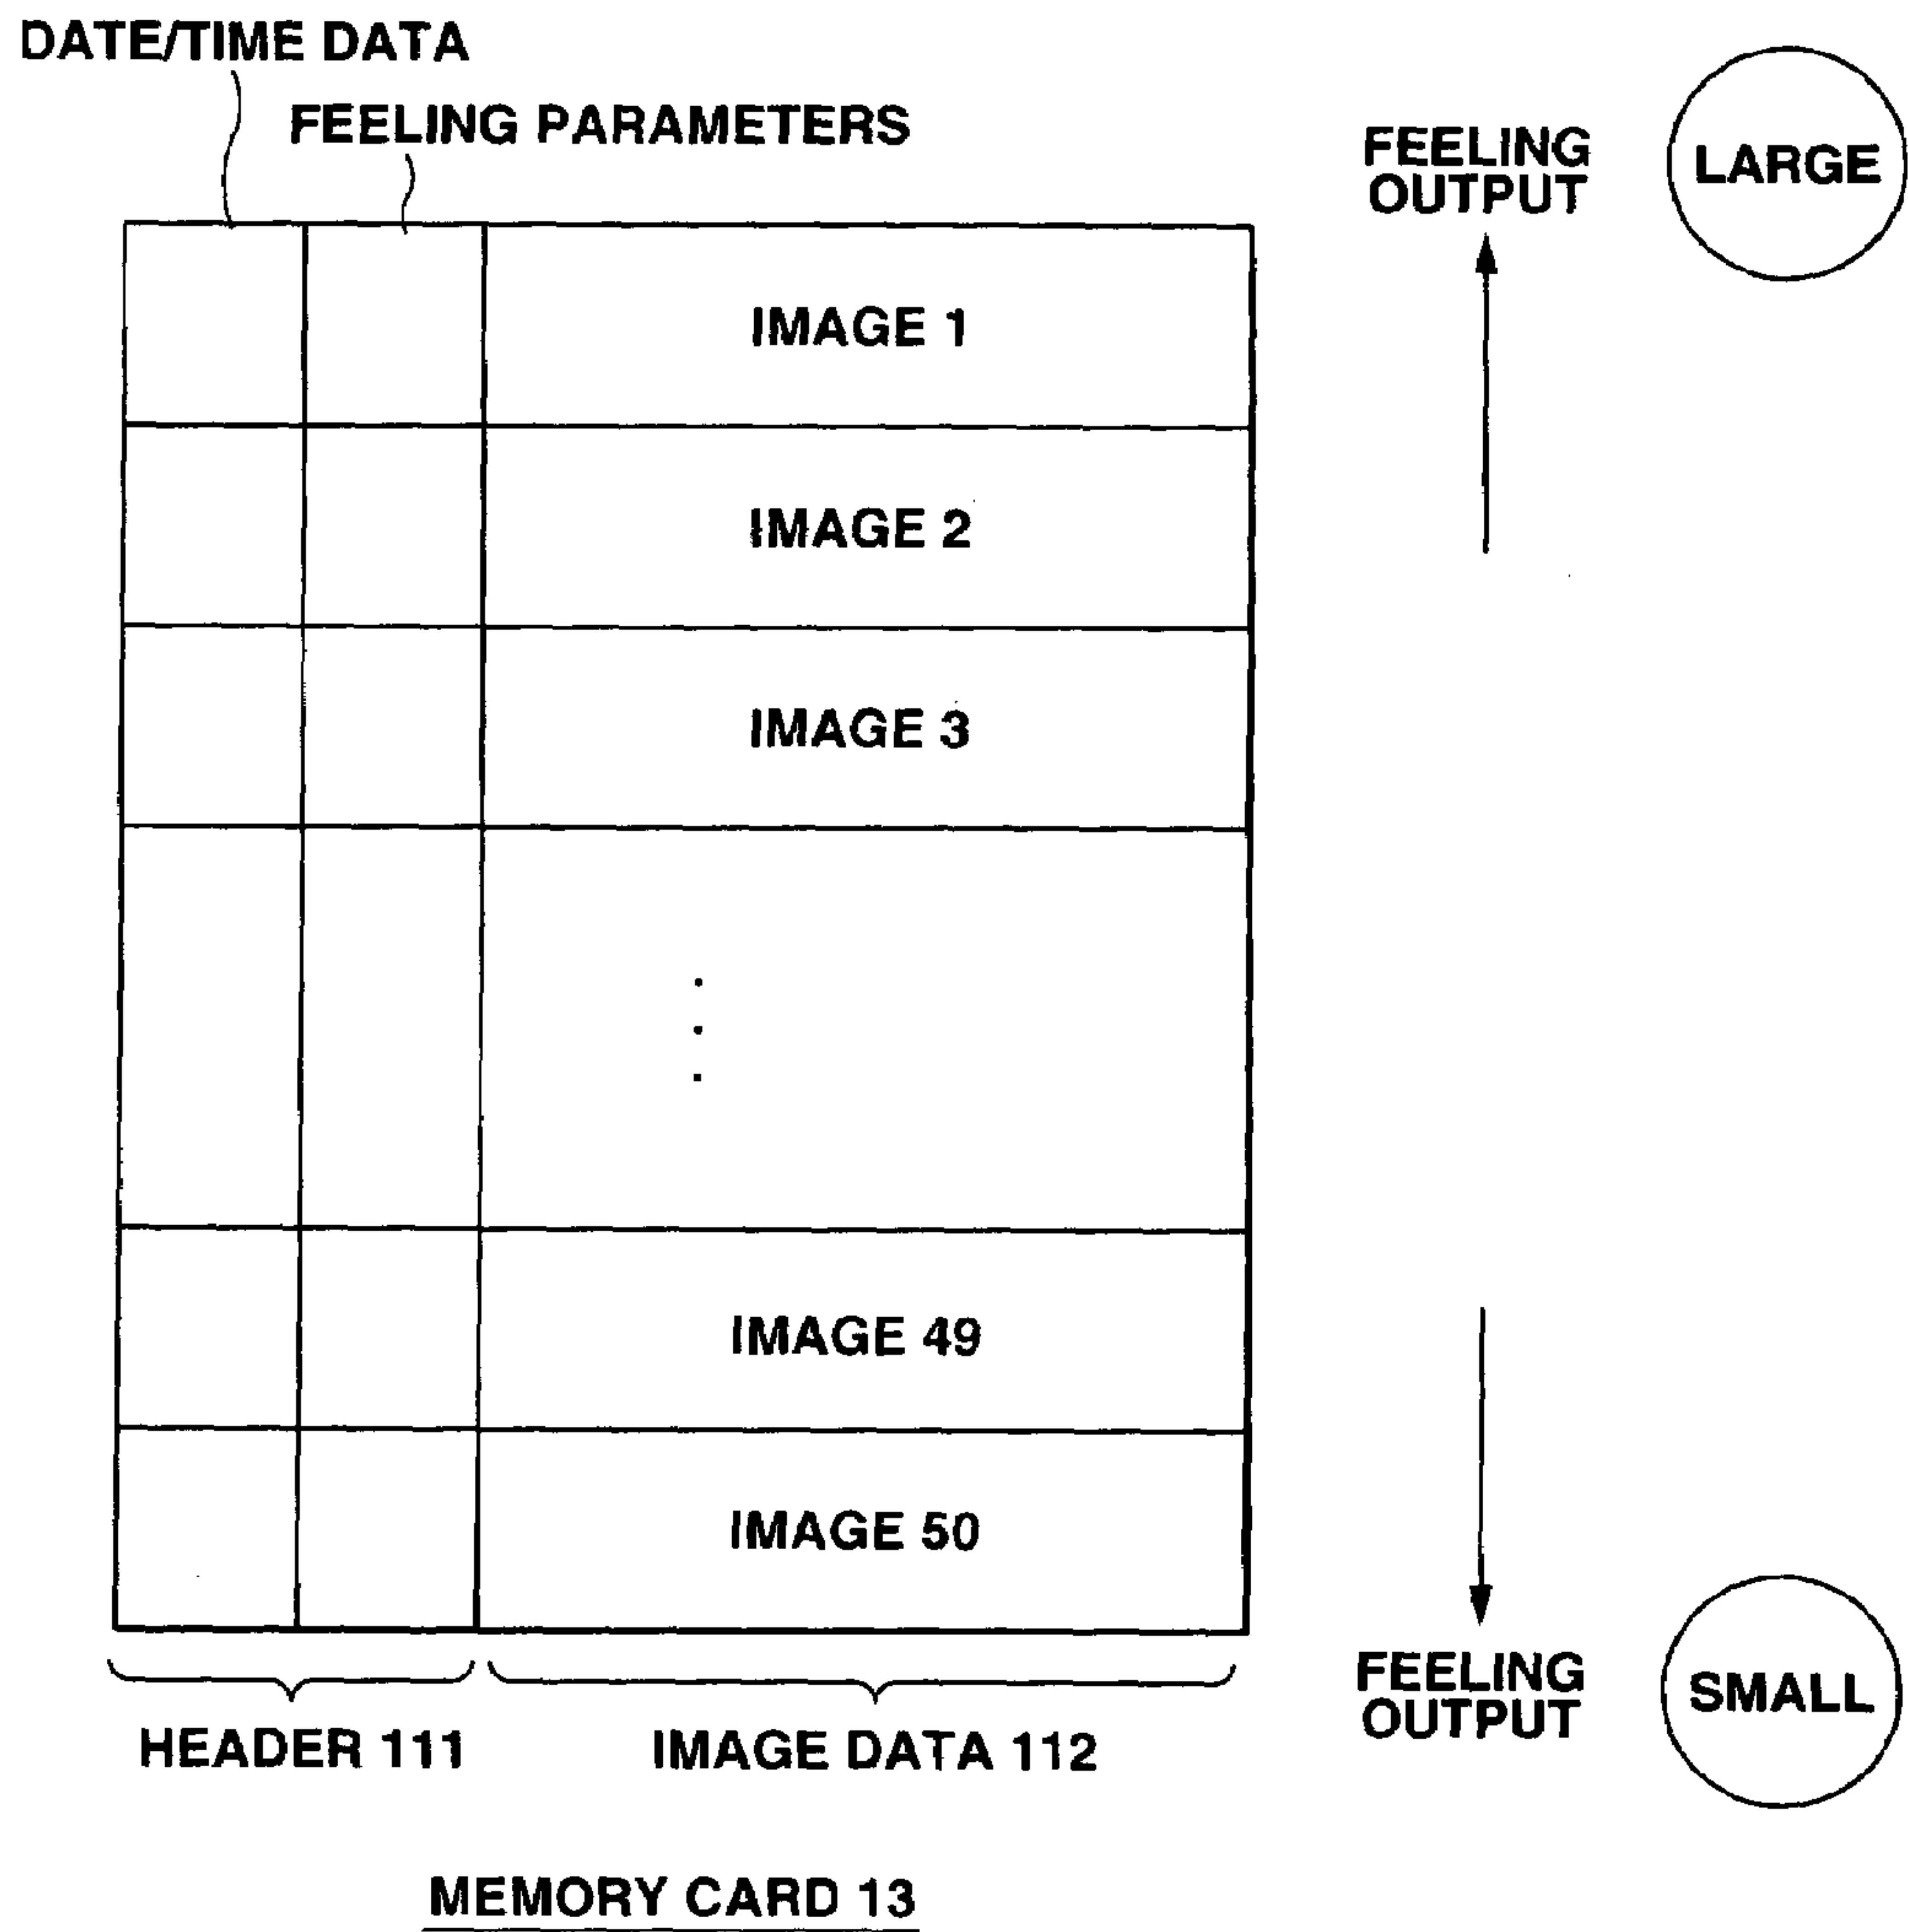 DATE/TIME DATA
FEELING PARAMETERS
FEELING
OUTPUT
LARGE
IMAGE 1
IMAGE 2
IMAGE 3
IMAGE 49
IMAGE 50
FEELING
OUTPUT
SMALL
HEADER 111
IMAGE DATA 112
MEMORY CARD 13